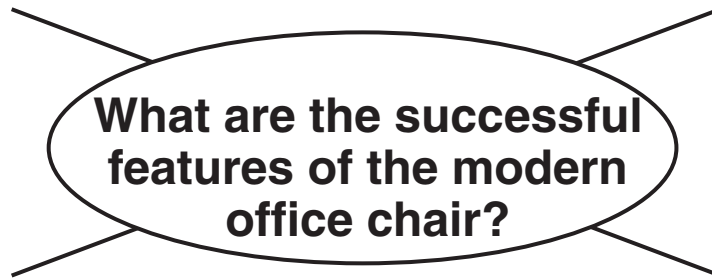 What are the successful
features of the modern
office chair?